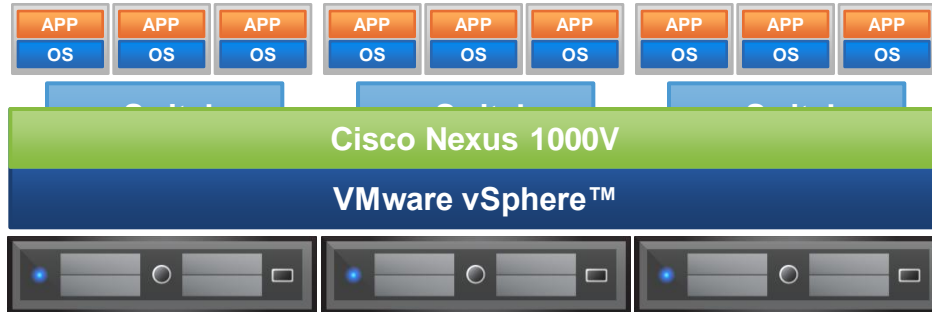 APP APP APP APP APP APP APP APP APP
OS OS OS OS OS OS OS OS OS
Cisco Nexus 1000V
VMware vSphere™